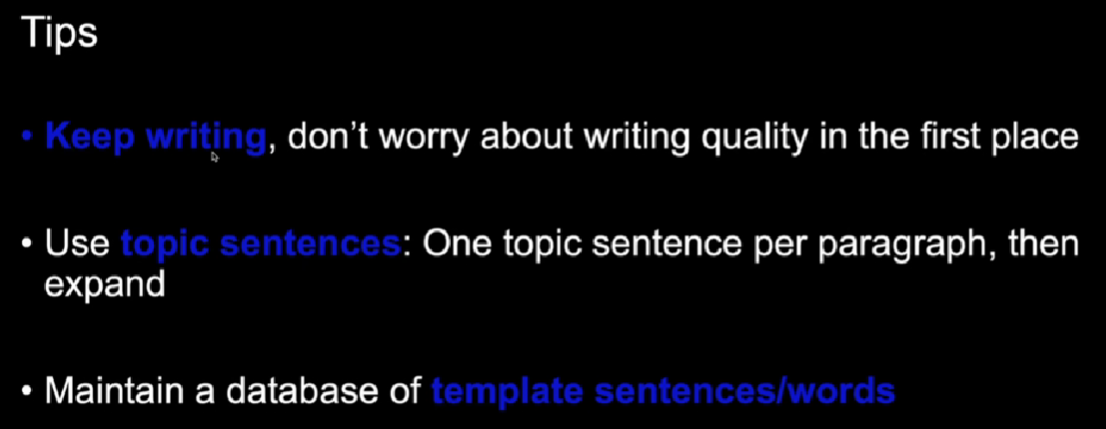 Tips
• Keep writing, don’t worry about writing quality in the first place
• Use topic sentences: One topic sentence per paragraph, then
expand
• Maintain a database of template sentences/words